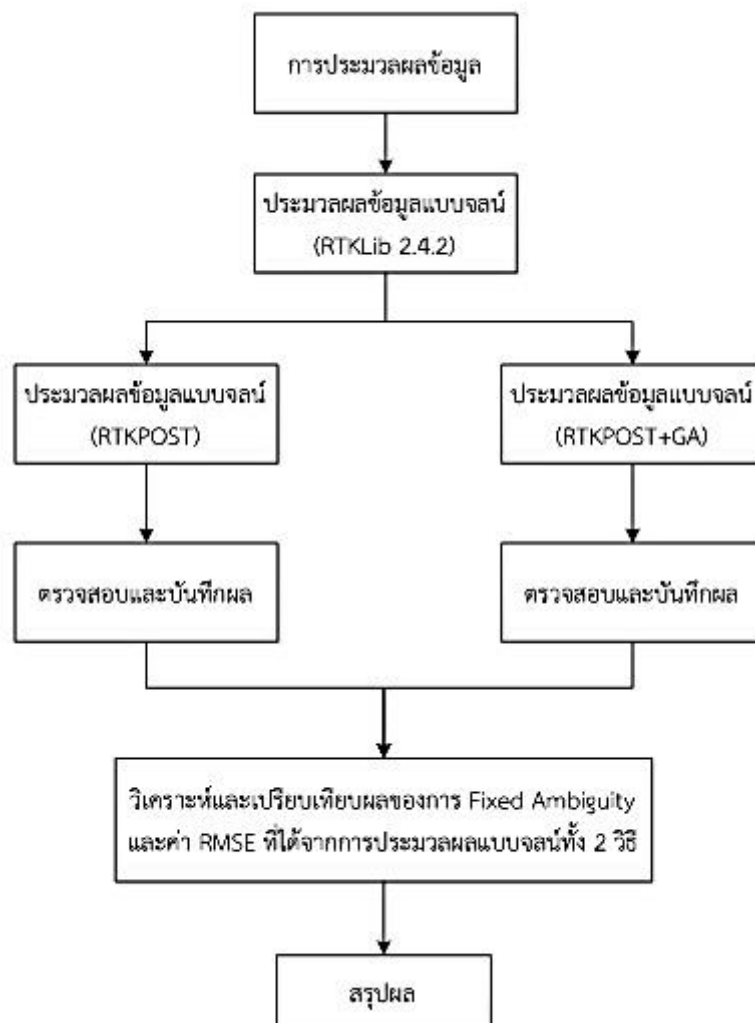 การประมวลผลข้อมูล
ประมวลผลข้อมูลแบบจลน์
(RTKLib 2.4.2)
ประมวลผลข้อมูลแบบจลน์
(RTKPOST)
ประมวลผลข้อมูลแบบจลน์
(RTKPOST+GA)
ตรวจสอบและบันทึกผล
ตรวจสอบและบันทึกผล
วิเคราะห์และเปรียบเทียบผลของการ Fixed Ambiguity
และค่า RMSE ที่ได้จากการประมวลผลแบบจลน์ทั้ง 2 วิธี
สรุปผล